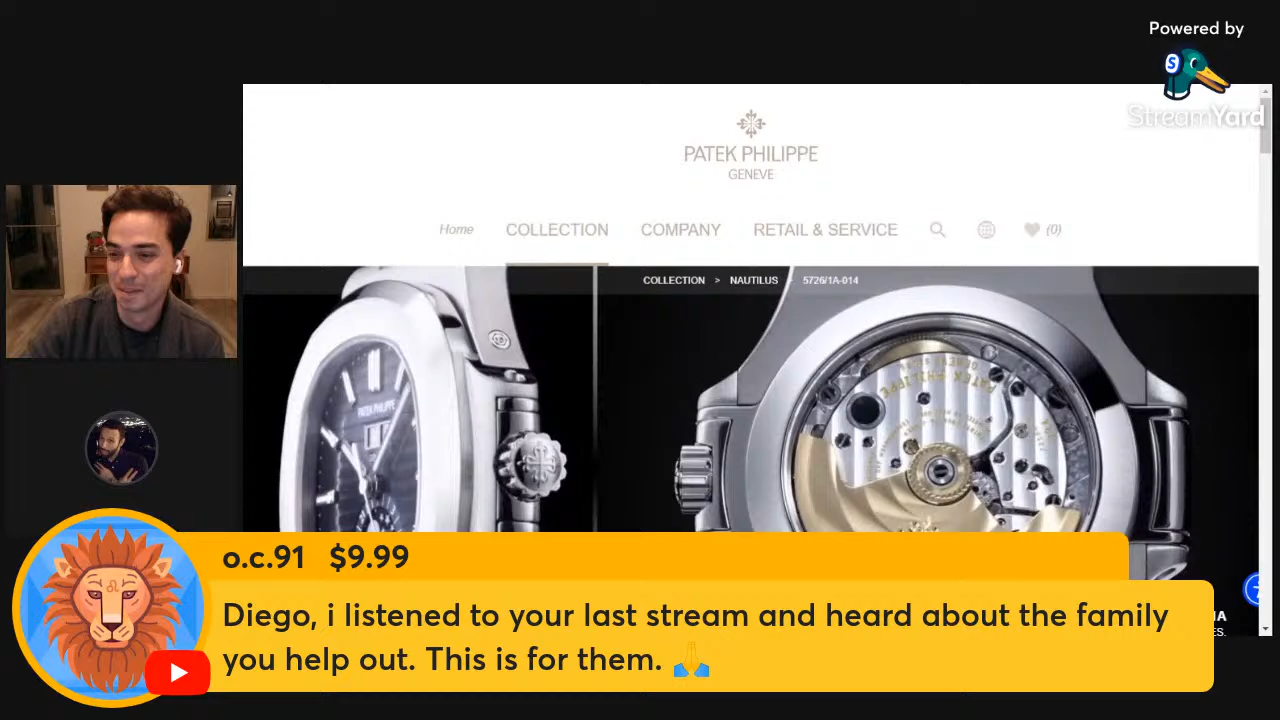 Powered by
StreamYard
PATEK PHILIPPE
GENEVE
Home COLLECTION COMPANY RETAIL & SERVICE (0)
COLLECTION > NAUTILUS > 5726/1A-014
PATEK PHILIPPE
PATEK PHILIPPE
o.c.91 $9.99
Diego, i listened to your last stream and heard about the family
you help out. This is for them. 🙏